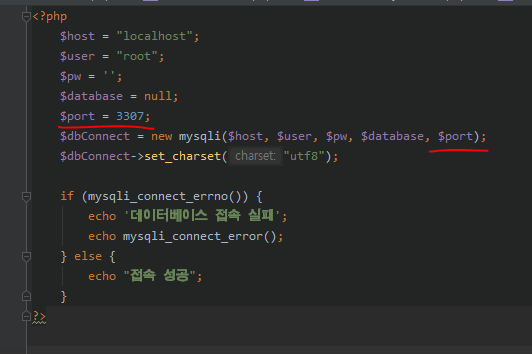 <?php
$host = "localhost";
$user = "root";
$pw = '';
$database = null;
$port = 3307;
$dbConnect = new mysqli($host, $user, $pw, $database, $port);
$dbConnect->set_charset( charset: "utf8");
if (mysqli_connect_errno()) {
echo '데이터베이스 접속 실패';
echo mysqli_connect_error();
} else {
echo "접속 성공";
}
?>